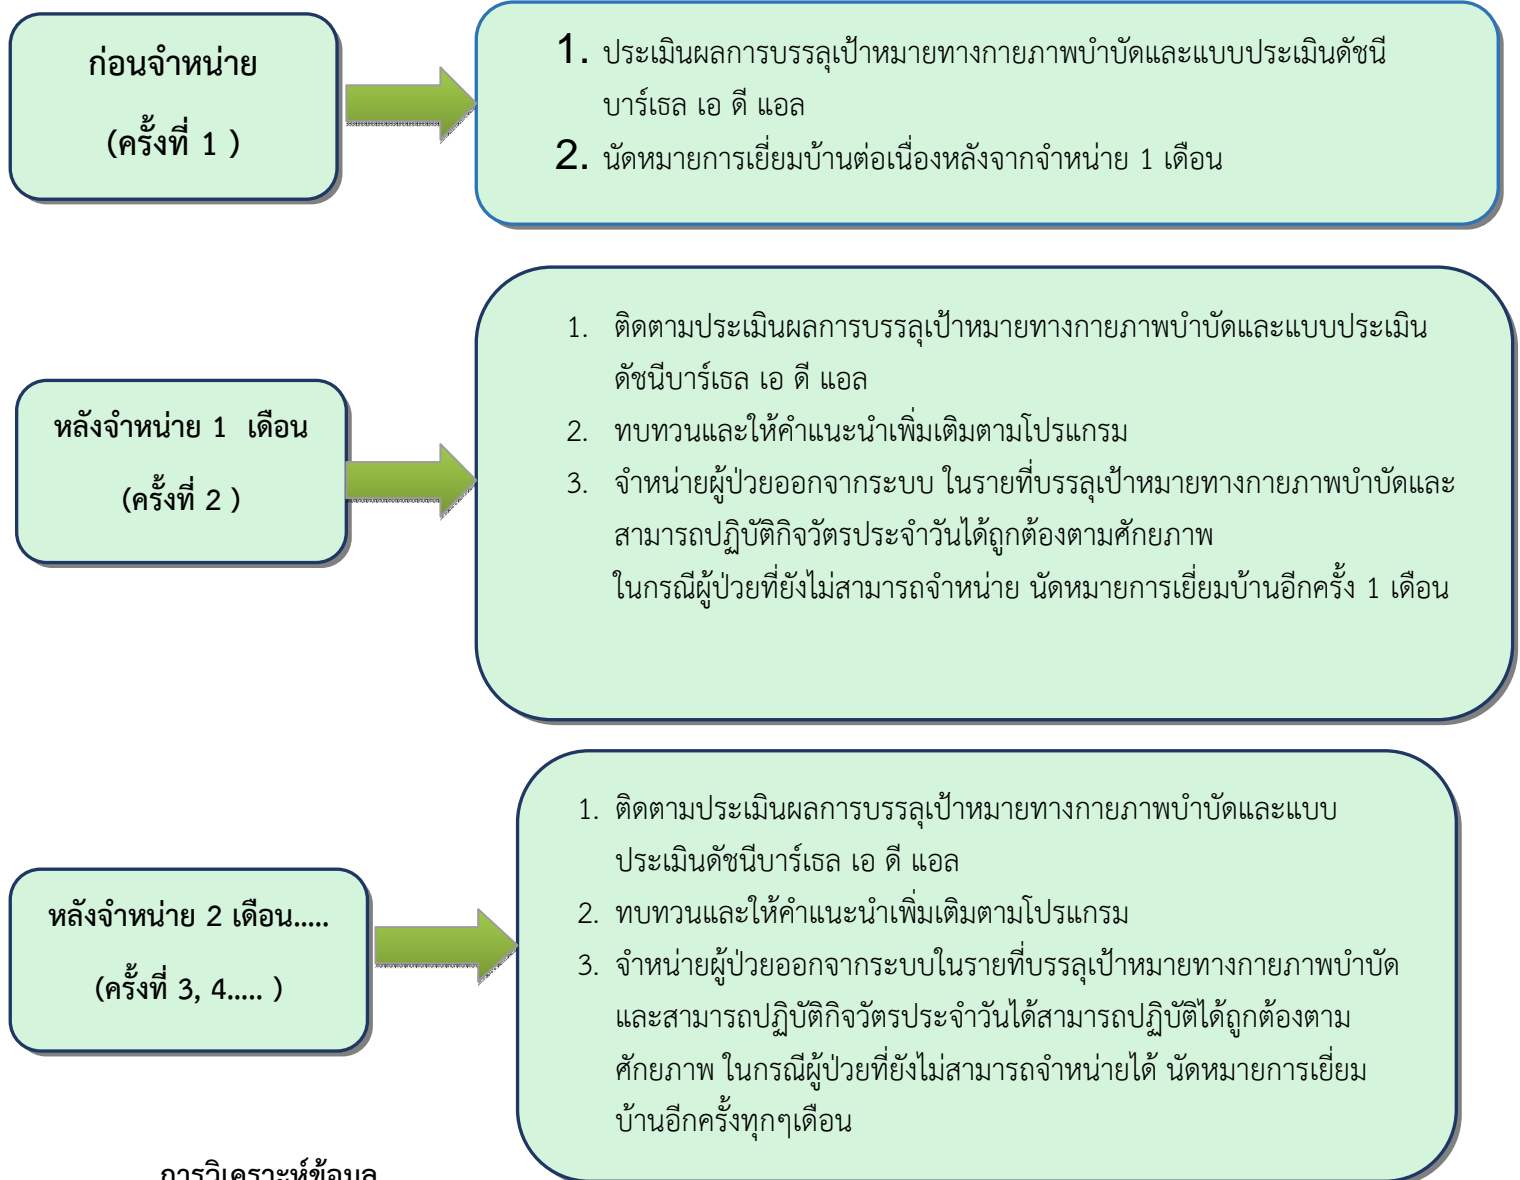 ก่อนจำหน่าย
(ครั้งที่ 1 )
1. ประเมินผลการบรรลุเป้าหมายทางกายภาพบำบัดและแบบประเมินดัชนี
บาร์เธล เอ ดี แอล
2. นัดหมายการเยี่ยมบ้านต่อเนื่องหลังจากจำหน่าย 1 เดือน
หลังจำหน่าย 1 เดือน
(ครั้งที่ 2 )
1. ติดตามประเมินผลการบรรลุเป้าหมายทางกายภาพบำบัดและแบบประเมิน
ดัชนีบาร์เธล เอ ดี แอล
2. ทบทวนและให้คำแนะนำเพิ่มเติมตามโปรแกรม
3. จำหน่ายผู้ป่วยออกจากระบบ ในรายที่บรรลุเป้าหมายทางกายภาพบำบัดและ
สามารถปฏิบัติกิจวัตรประจำวันได้ถูกต้องตามศักยภาพ
ในกรณีผู้ป่วยที่ยังไม่สามารถจำหน่าย นัดหมายการเยี่ยมบ้านอีกครั้ง 1 เดือน
หลังจำหน่าย 2 เดือน.....
(ครั้งที่ 3, 4..... )
1. ติดตามประเมินผลการบรรลุเป้าหมายทางกายภาพบำบัดและแบบ
ประเมินดัชนีบาร์เธล เอ ดี แอล
2. ทบทวนและให้คำแนะนำเพิ่มเติมตามโปรแกรม
3. จำหน่ายผู้ป่วยออกจากระบบในรายที่บรรลุเป้าหมายทางกายภาพบำบัด
และสามารถปฏิบัติกิจวัตรประจำวันได้สามารถปฏิบัติได้ถูกต้องตาม
ศักยภาพ ในกรณีผู้ป่วยที่ยังไม่สามารถจำหน่ายได้ นัดหมายการเยี่ยม
บ้านอีกครั้งทุกๆเดือน
การวิเคราะห์ข้อมูล